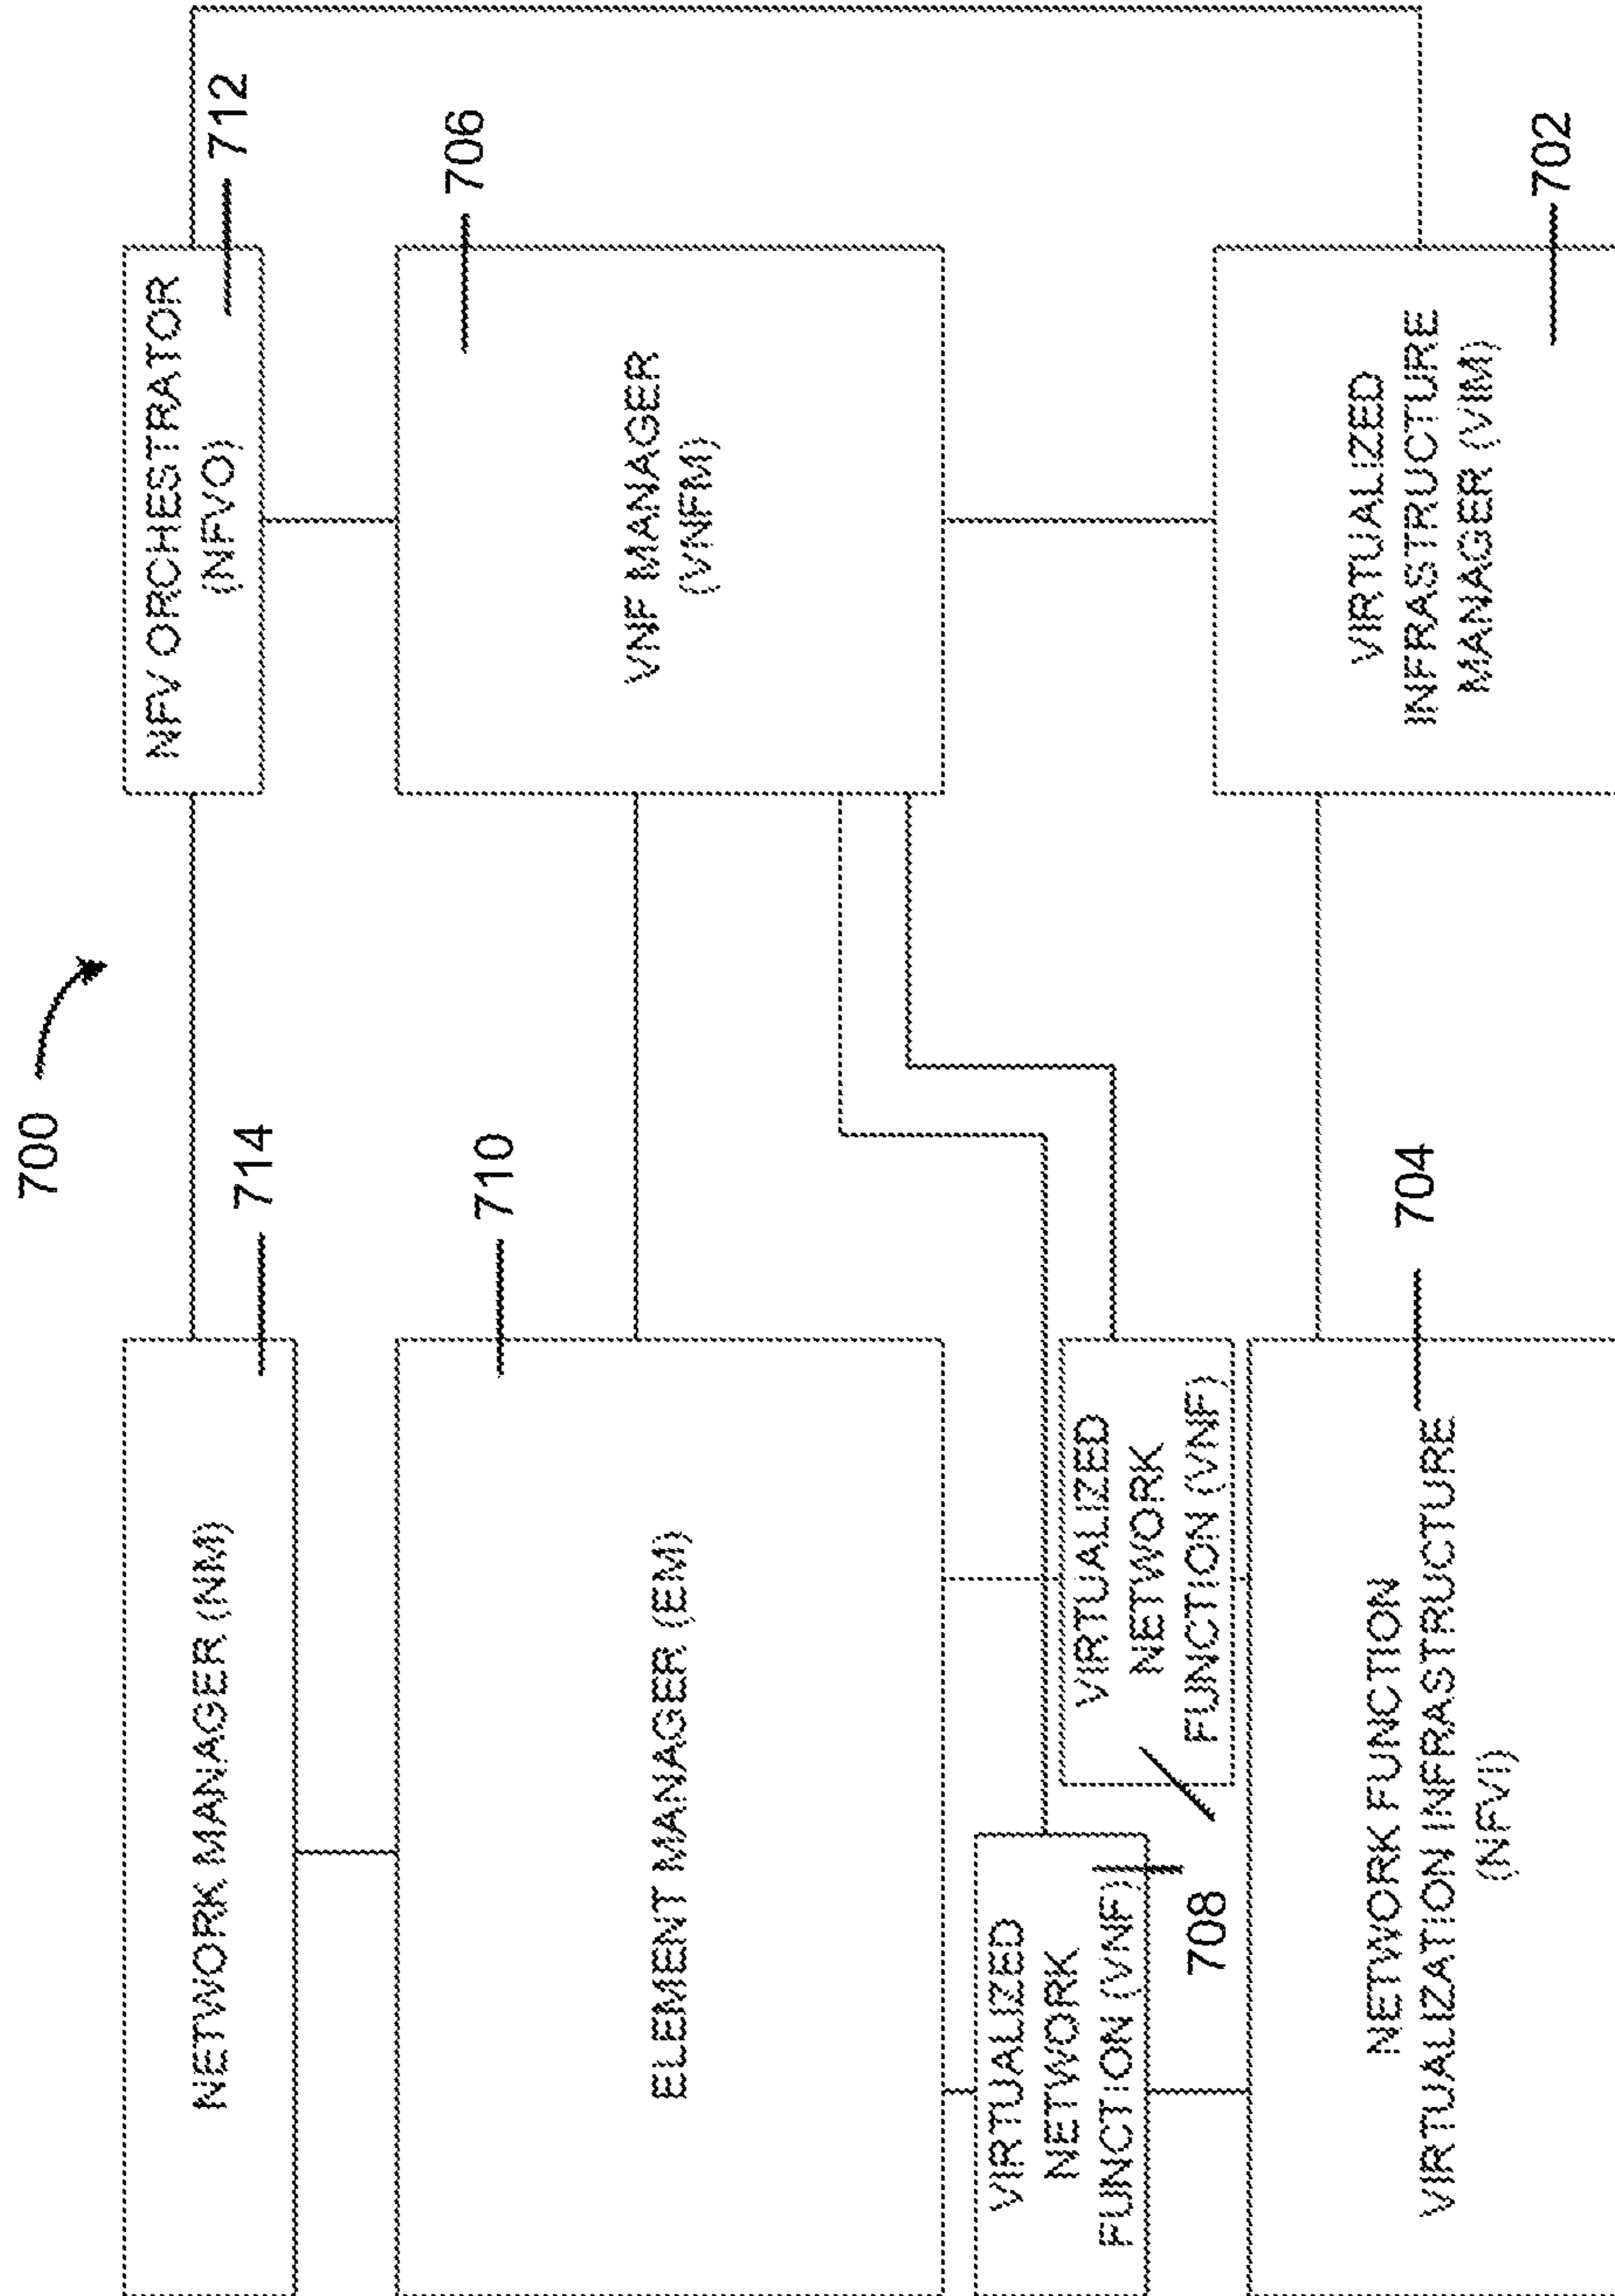 700
NETWORK MANAGER (NM)
714
NFV ORCHESTRATOR
(NFVO)
712
ELEMENT MANAGER (EM)
710
VNF MANAGER
(VNFM)
706
VIRTUALIZED
NETWORK
FUNCTION (VNF)
VIRTUALIZED
NETWORK
FUNCTION (VNF)
708
NETWORK FUNCTION
VIRTUALIZATION INFRASTRUCTURE
(NFVI)
704
VIRTUALIZED
INFRASTRUCTURE
MANAGER (VIM)
702